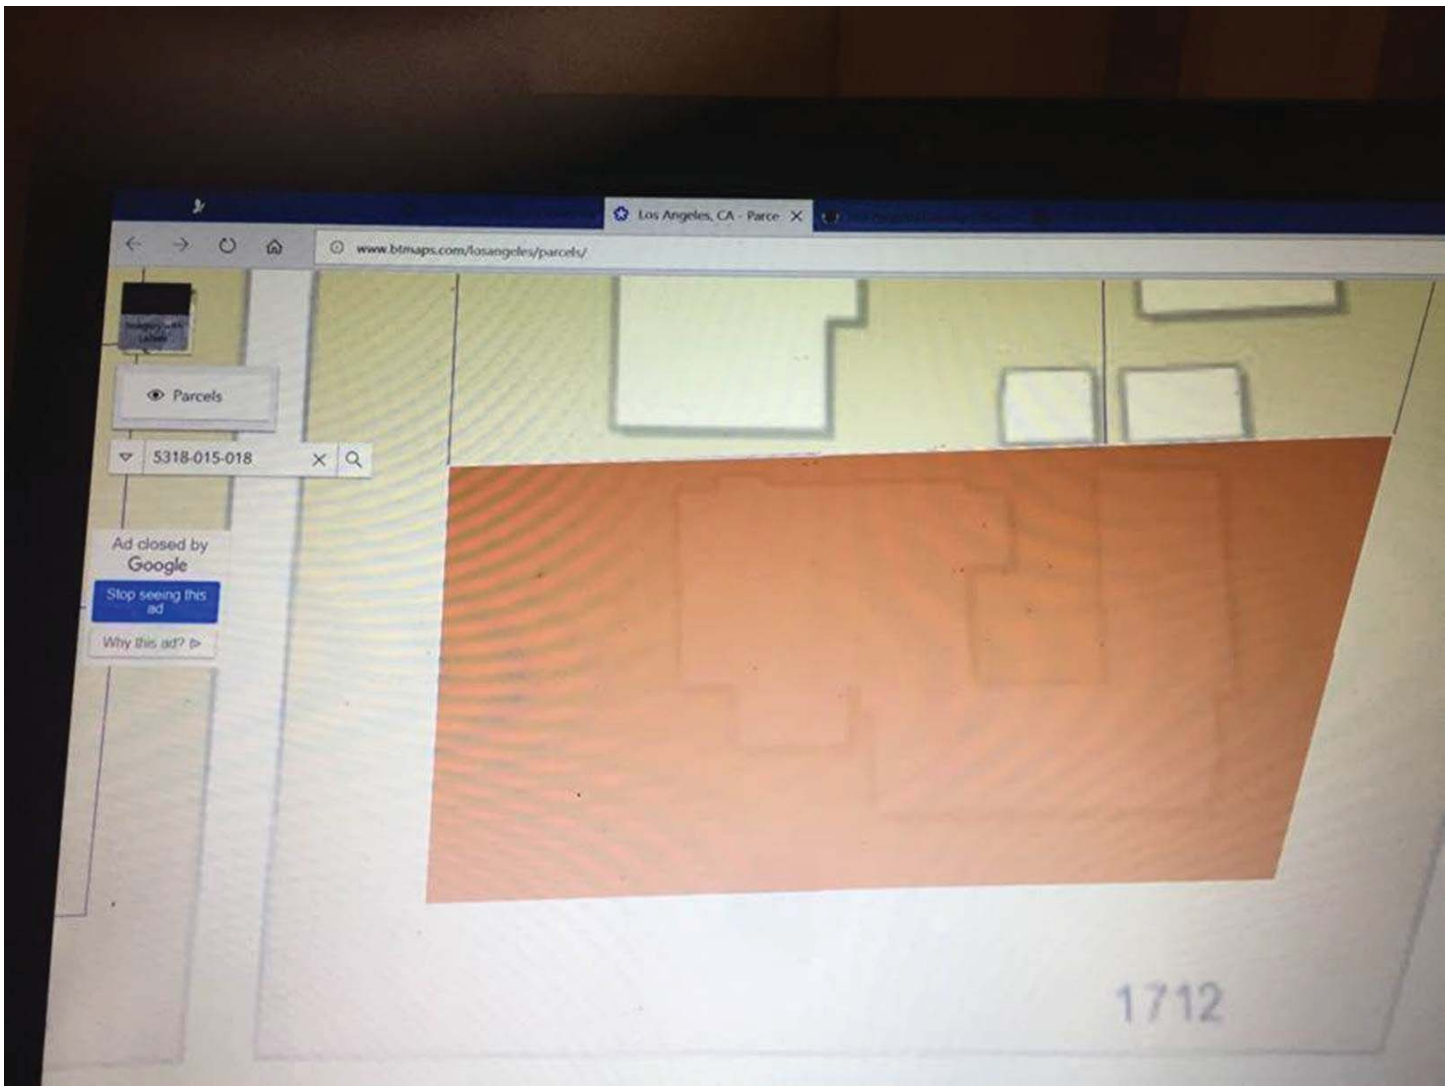 Los Angeles, CA - Parce
www.btmaps.com/losangeles/parcels/
Parcels
5318-015-018
Ad closed by
Google
Stop seeing this
ad
Why this ad?
1712